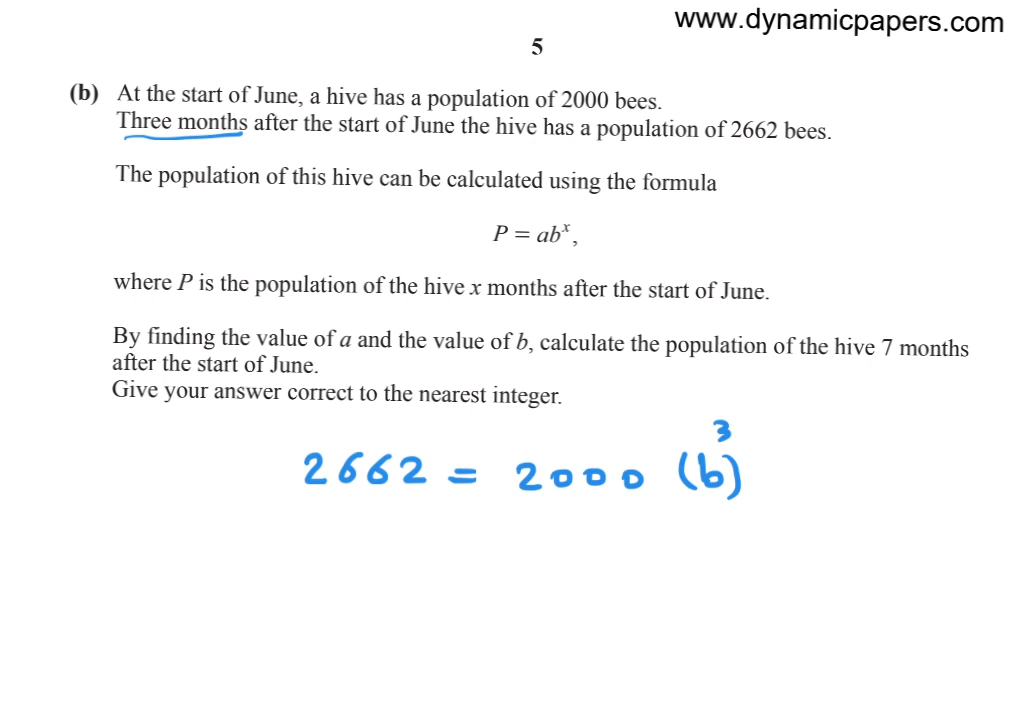 www.dynamicpapers.com
5
(b) At the start of June, a hive has a population of 2000 bees.
Three months after the start of June the hive has a population of 2662 bees.
The population of this hive can be calculated using the formula
P = abˣ,
where P is the population of the hive x months after the start of June.
By finding the value of a and the value of b, calculate the population of the hive 7 months
after the start of June.
Give your answer correct to the nearest integer.
2662 = 2000 (b)³